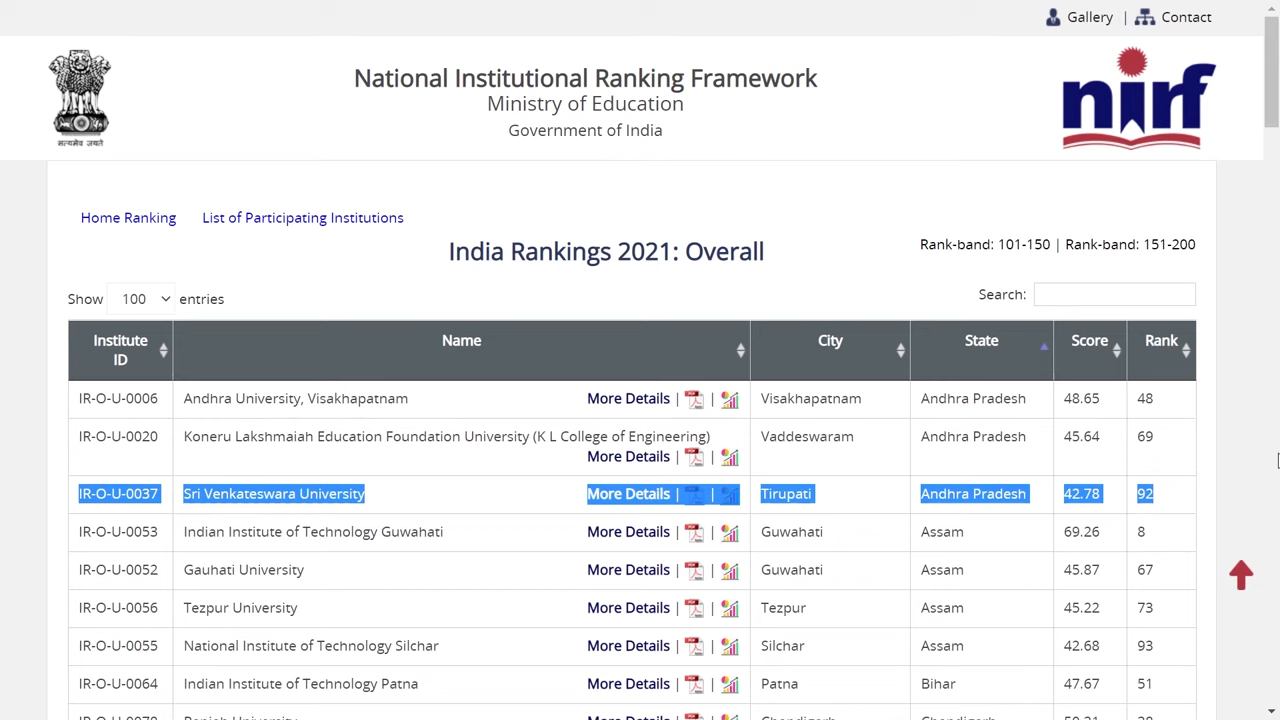 Gallery | Contact
National Institutional Ranking Framework
Ministry of Education
Government of India
सत्यमेव जयते
nirf
Home Ranking List of Participating Institutions
Rank-band: 101-150 | Rank-band: 151-200
India Rankings 2021: Overall
Show 100 entries
Search:
Institute ID Name City State Score Rank
IR-O-U-0006 Andhra University, Visakhapatnam More Details | | Visakhapatnam Andhra Pradesh 48.65 48
IR-O-U-0020 Koneru Lakshmaiah Education Foundation University (K L College of Engineering) Vaddeswaram Andhra Pradesh 45.64 69
More Details | |
IR-O-U-0037 Sri Venkateswara University More Details | | Tirupati Andhra Pradesh 42.78 92
IR-O-U-0053 Indian Institute of Technology Guwahati More Details | | Guwahati Assam 69.26 8
IR-O-U-0052 Gauhati University More Details | | Guwahati Assam 45.87 67
IR-O-U-0056 Tezpur University More Details | | Tezpur Assam 45.22 73
IR-O-U-0055 National Institute of Technology Silchar More Details | | Silchar Assam 42.68 93
IR-O-U-0064 Indian Institute of Technology Patna More Details | | Patna Bihar 47.67 51